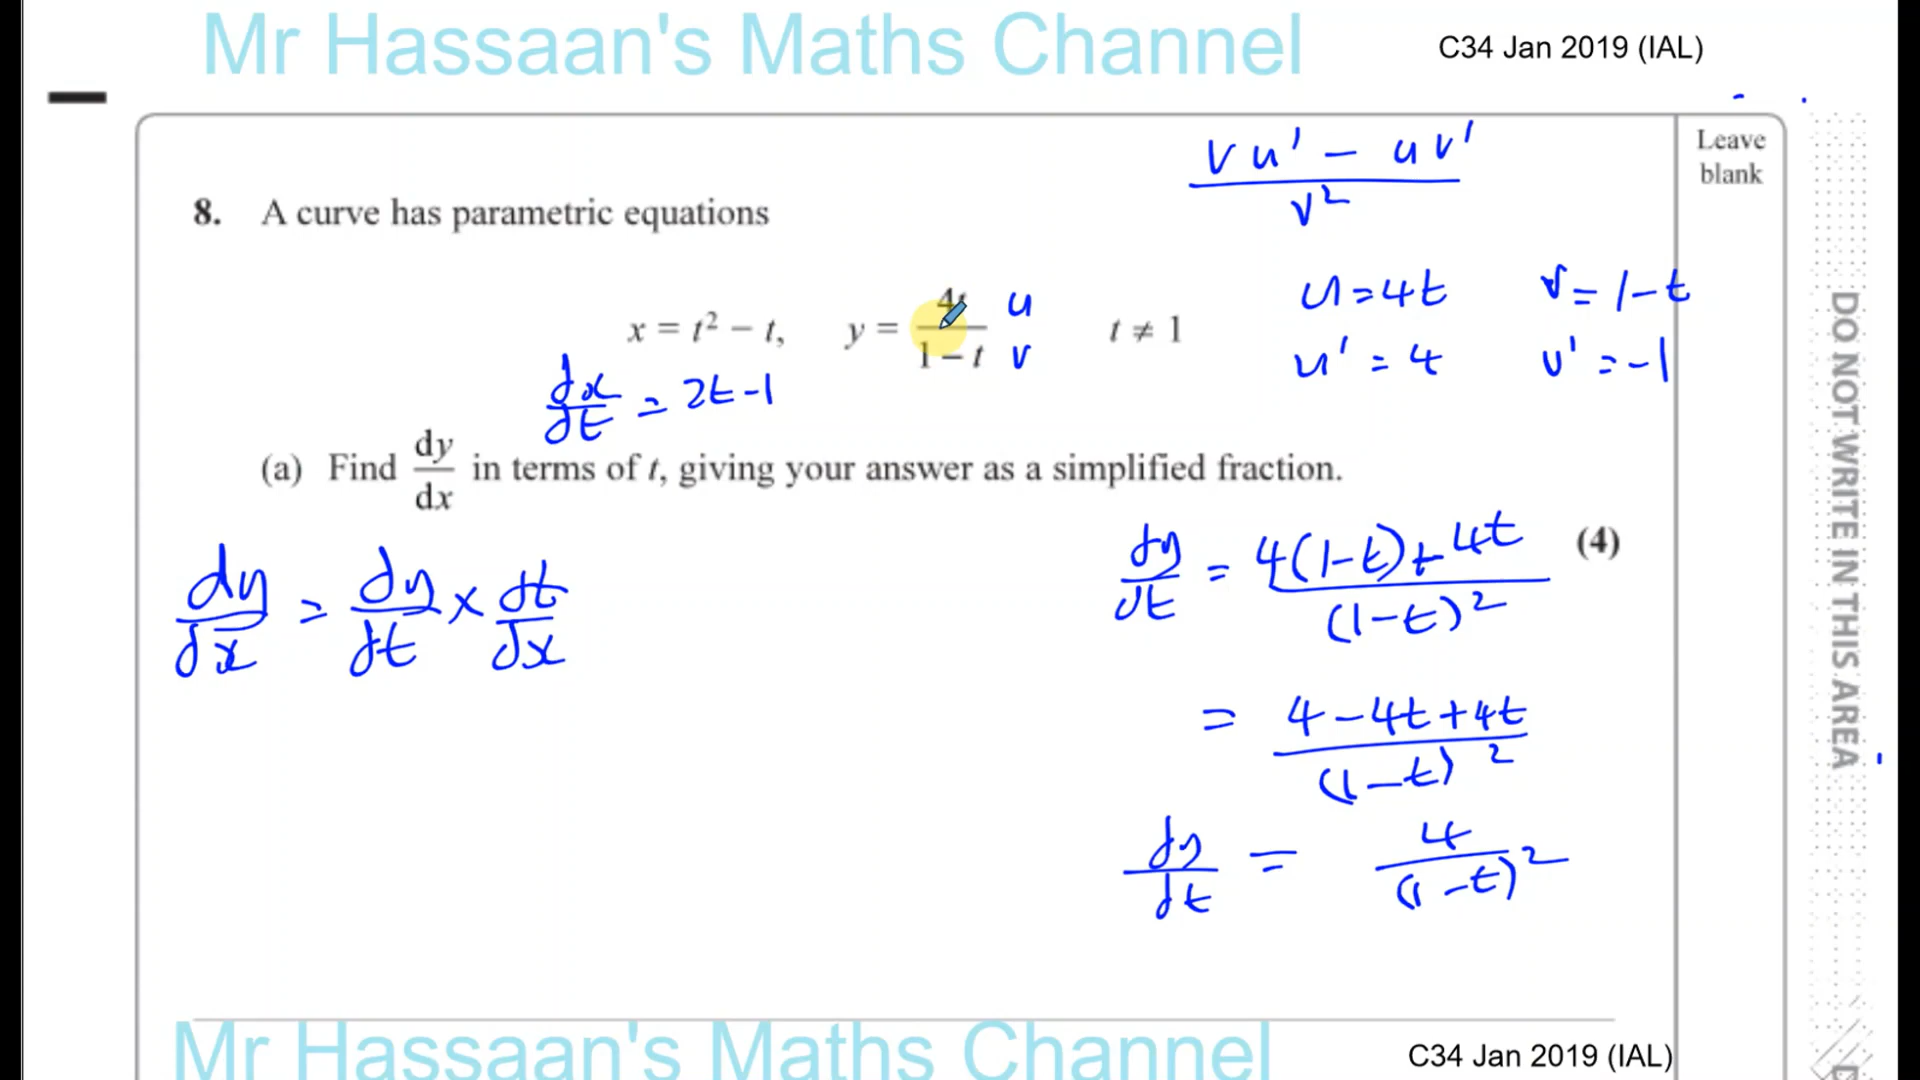 Mr Hassaan's Maths Channel
C34 Jan 2019 (IAL)
Leave
blank
vu' - uv' / v²
8. A curve has parametric equations
x = t² – t, y = 4t / 1 – t t ≠ 1
u
v
u = 4t v = 1-t
u' = 4 v' = -1
dx/dt = 2t-1
(a) Find dy/dx in terms of t, giving your answer as a simplified fraction.
(4)
dy/dx = dy/dt × dt/dx
dy/dt = 4(1-t)+4t / (1-t)²
= 4-4t+4t / (1-t)²
dy/dt = 4 / (1-t)²
DO NOT WRITE IN THIS AREA
Mr Hassaan's Maths Channel
C34 Jan 2019 (IAL)